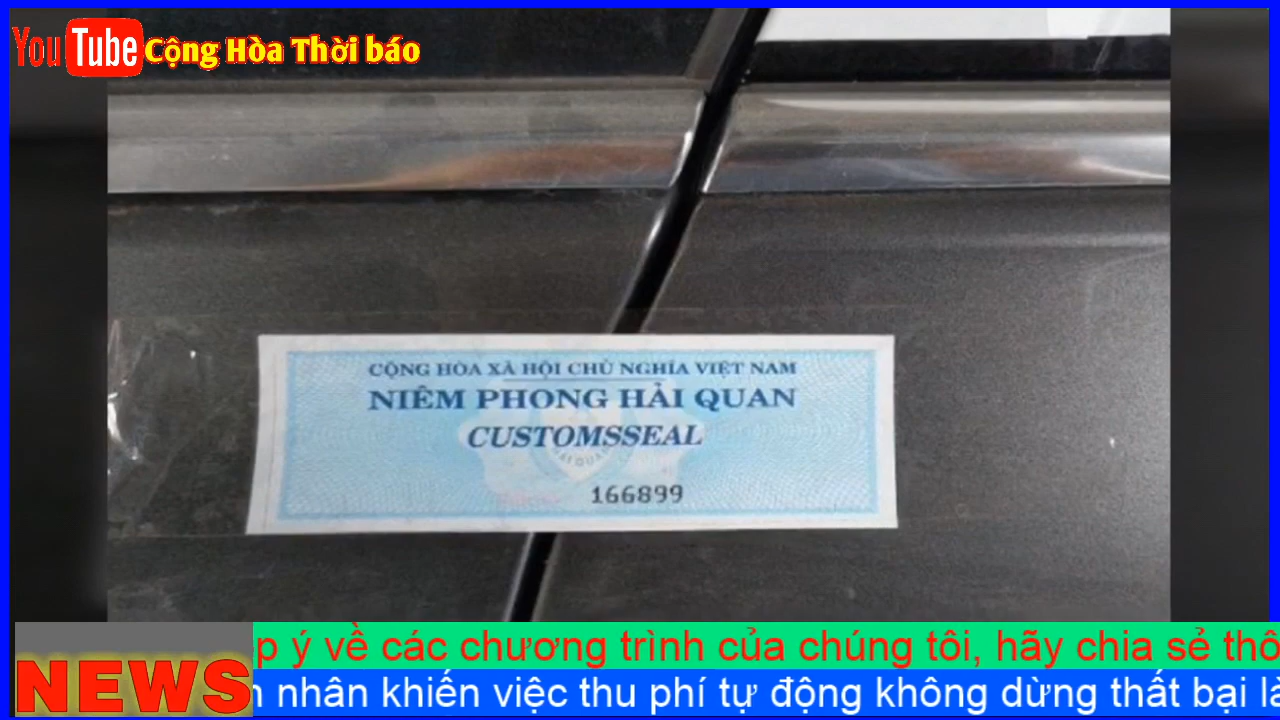 YouTube Cộng Hòa Thời báo
CỘNG HÒA XÃ HỘI CHỦ NGHĨA VIỆT NAM
NIÊM PHONG HẢI QUAN
CUSTOMSSEAL
166899
ý về các chương trình của chúng tôi, hãy chia sẻ
NEWS
nhân khiến việc thu phí tự động không dừng thất bại